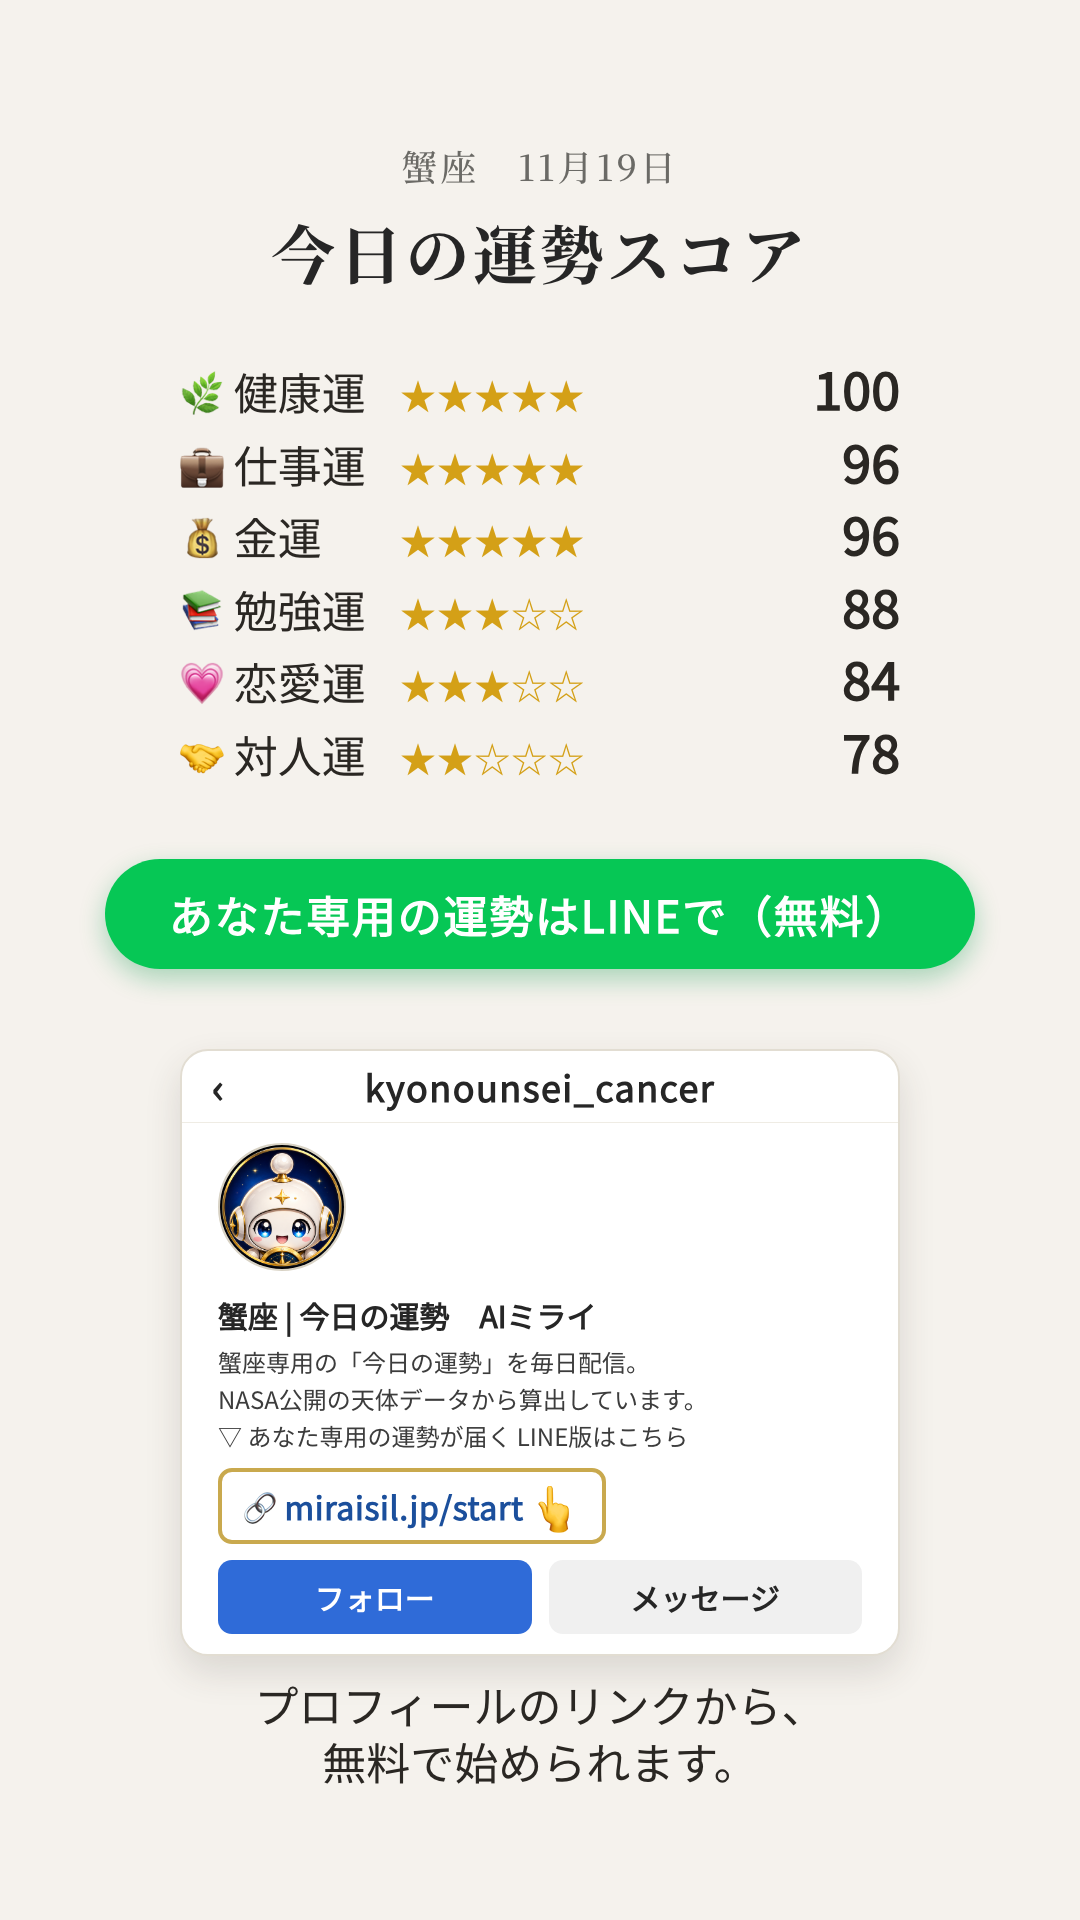 蟹座　11月19日
今日の運勢スコア
🌿 健康運 ★★★★★ 100
💼 仕事運 ★★★★★ 96
💰 金運 ★★★★★ 96
📚 勉強運 ★★★☆☆ 88
💗 恋愛運 ★★★☆☆ 84
🤝 対人運 ★★☆☆☆ 78
あなた専用の運勢はLINEで（無料）
‹ kyonounsei_cancer
蟹座 | 今日の運勢　AIミライ
蟹座専用の「今日の運勢」を毎日配信。
NASA公開の天体データから算出しています。
▽ あなた専用の運勢が届く LINE版はこちら
🔗 miraisil.jp/start 👆
フォロー メッセージ
プロフィールのリンクから、
無料で始められます。